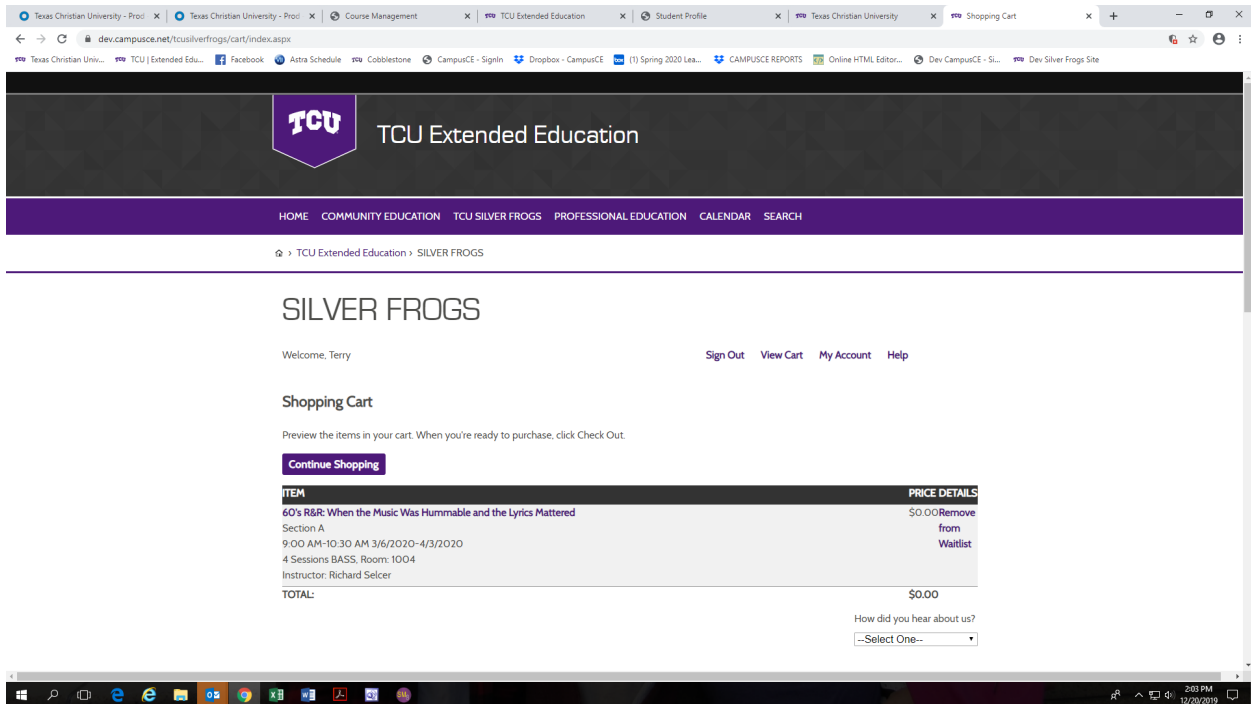 Texas Christian University - Prod
Texas Christian University - Prod
Course Management
TCU Extended Education
Student Profile
Texas Christian University
Shopping Cart
dev.campusce.net/tcusilverfrogs/cart/index.aspx
Texas Christian Univ...
TCU | Extended Edu...
Facebook
Astra Schedule
Cobblestone
CampusCE - SignIn
Dropbox - CampusCE
(1) Spring 2020 Lea...
CAMPUSCE REPORTS
Online HTML Editor...
Dev CampusCE - Si...
Dev Silver Frogs Site
TCU
TCU Extended Education
HOME COMMUNITY EDUCATION TCU SILVER FROGS PROFESSIONAL EDUCATION CALENDAR SEARCH
› TCU Extended Education › SILVER FROGS
SILVER FROGS
Welcome, Terry Sign Out View Cart My Account Help
Shopping Cart
Preview the items in your cart. When you're ready to purchase, click Check Out.
Continue Shopping
ITEM PRICE DETAILS
60's R&R: When the Music Was Hummable and the Lyrics Mattered $0.00 Remove
Section A from
9:00 AM-10:30 AM 3/6/2020-4/3/2020 Waitlist
4 Sessions BASS, Room: 1004
Instructor: Richard Selcer
TOTAL: $0.00
How did you hear about us?
--Select One--
2:03 PM
12/20/2019